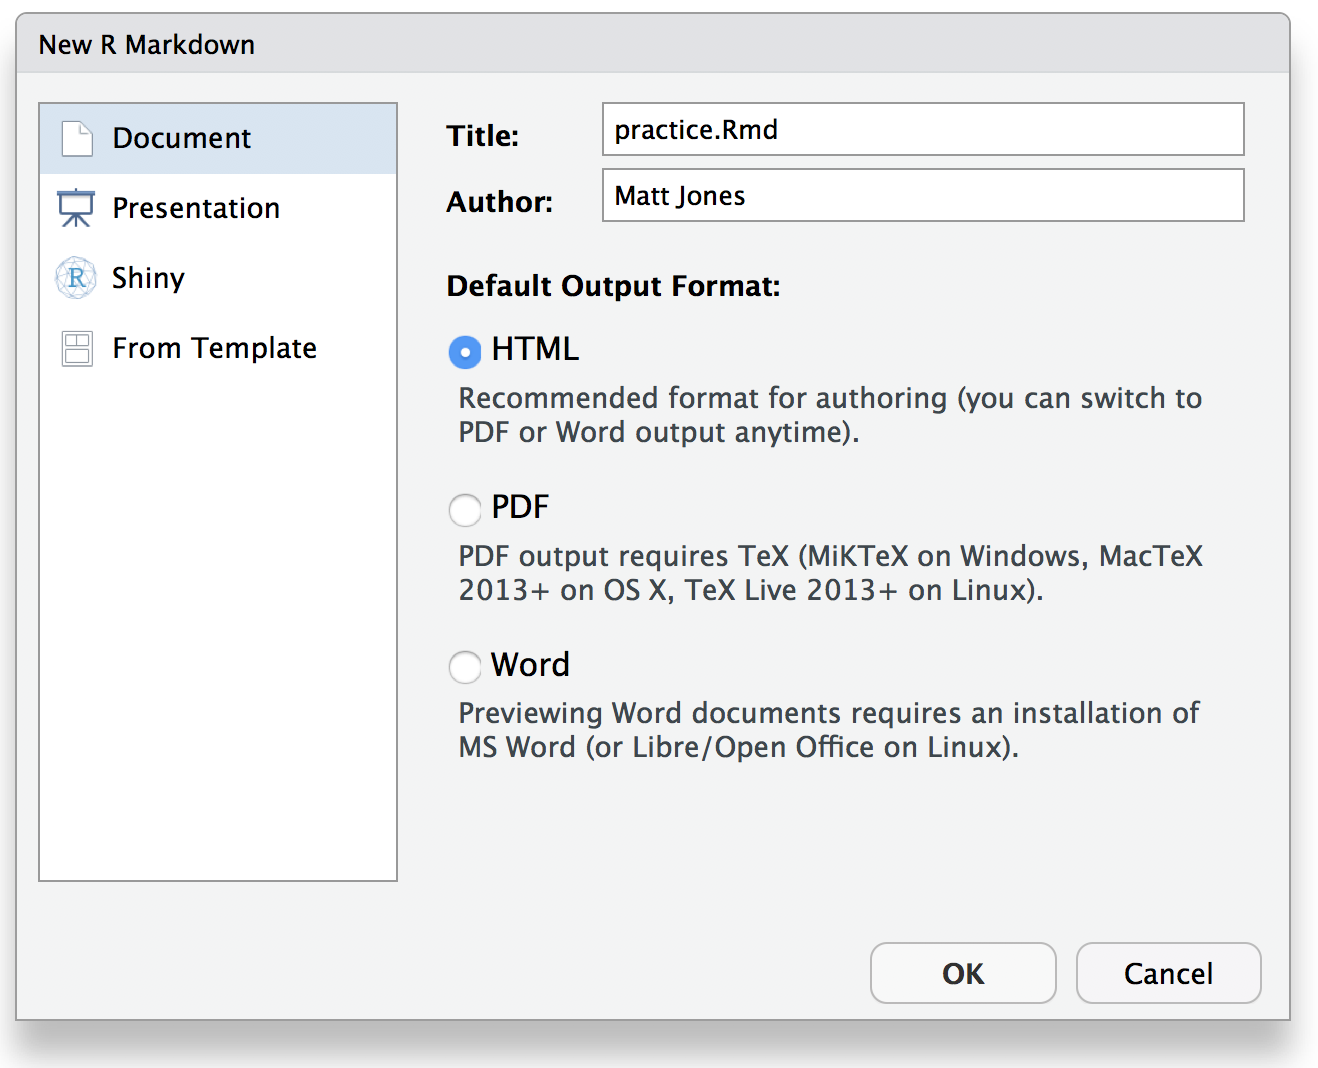 New R Markdown
Document
Presentation
R
Shiny
From Template
Title:
practice.Rmd
Author:
Matt Jones
Default Output Format:
HTML
Recommended format for authoring (you can switch to
PDF or Word output anytime).
PDF
PDF output requires TeX (MiKTeX on Windows, MacTeX
2013+ on OS X, TeX Live 2013+ on Linux).
Word
Previewing Word documents requires an installation of
MS Word (or Libre/Open Office on Linux).
OK
Cancel